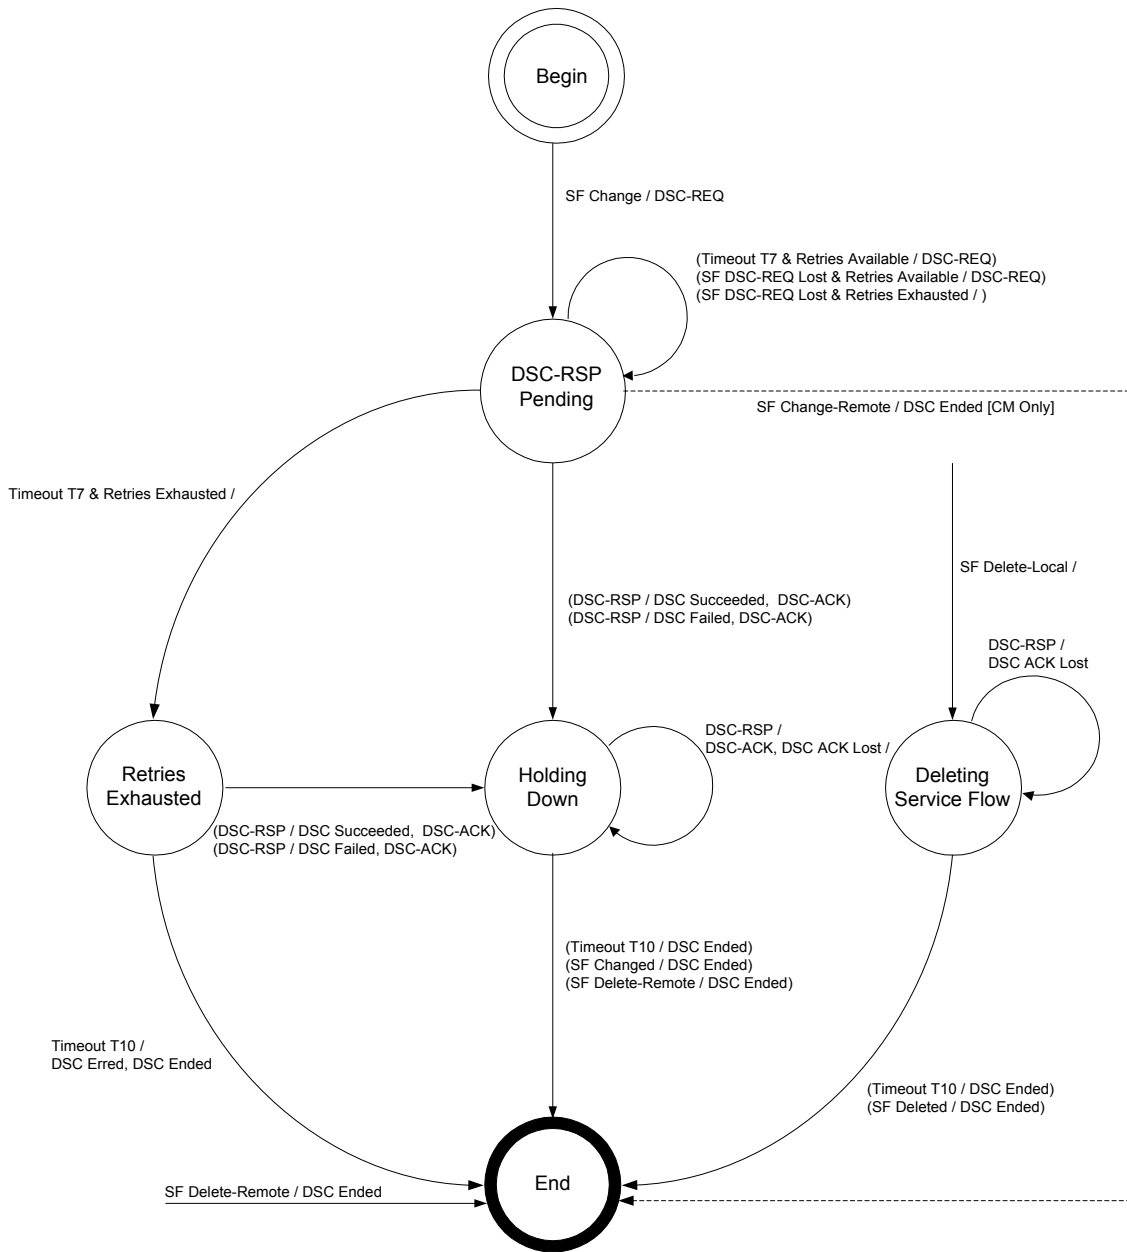 Begin
SF Change / DSC-REQ
(Timeout T7 & Retries Available / DSC-REQ)
(SF DSC-REQ Lost & Retries Available / DSC-REQ)
(SF DSC-REQ Lost & Retries Exhausted / )
DSC-RSP
Pending
SF Change-Remote / DSC Ended [CM Only]
Timeout T7 & Retries Exhausted /
SF Delete-Local /
(DSC-RSP / DSC Succeeded,  DSC-ACK)
(DSC-RSP / DSC Failed, DSC-ACK)
DSC-RSP /
DSC ACK Lost
DSC-RSP /
DSC-ACK, DSC ACK Lost /
Retries
Exhausted
Holding
Down
Deleting
Service Flow
(DSC-RSP / DSC Succeeded,  DSC-ACK)
(DSC-RSP / DSC Failed, DSC-ACK)
(Timeout T10 / DSC Ended)
(SF Changed / DSC Ended)
(SF Delete-Remote / DSC Ended)
Timeout T10 /
DSC Erred, DSC Ended
(Timeout T10 / DSC Ended)
(SF Deleted / DSC Ended)
End
SF Delete-Remote / DSC Ended